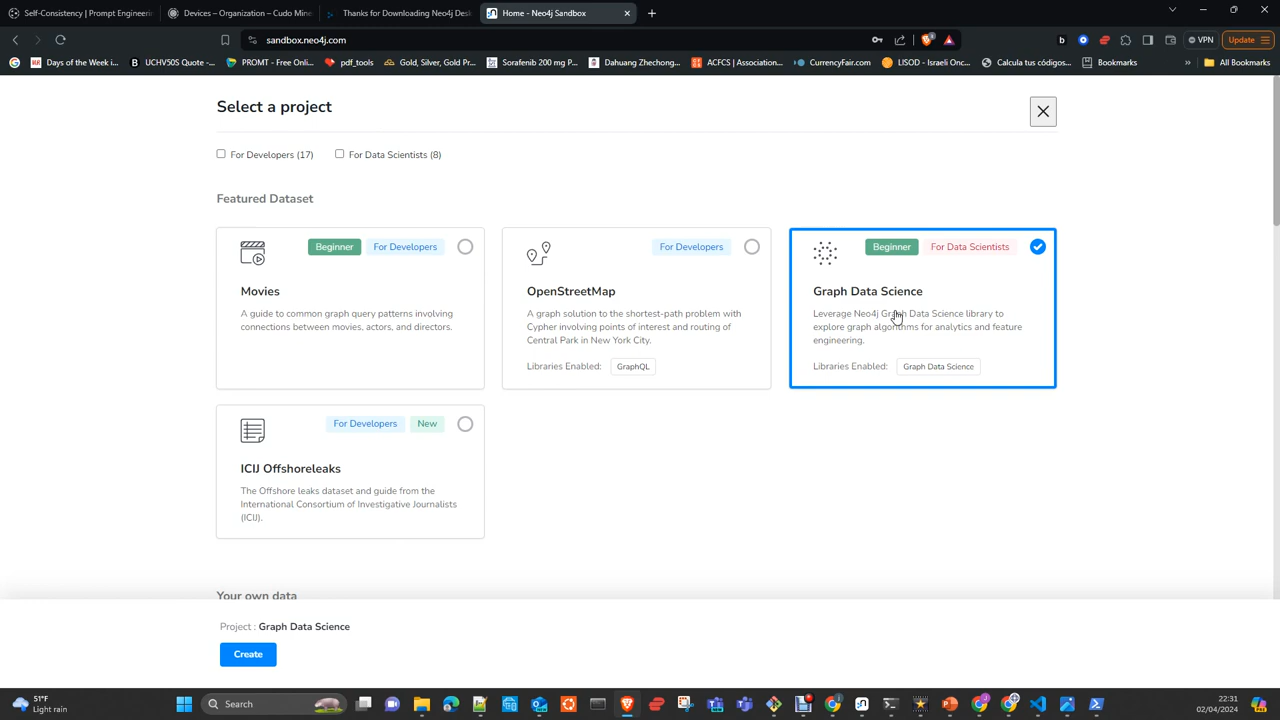 Self-Consistency | Prompt Engineerin
Devices – Organization – Cudo Mine
Thanks for Downloading Neo4j Desk
Home - Neo4j Sandbox
sandbox.neo4j.com
VPN
Update
Days of the Week i...
UCHV50S Quote -...
PROMT - Free Onli...
pdf_tools
Gold, Silver, Gold Pr...
Sorafenib 200 mg P...
Dahuang Zhechong...
ACFCS | Association...
CurrencyFair.com
LISOD - Israeli Onc...
Calcula tus códigos...
Bookmarks
»
All Bookmarks
Select a project
For Developers (17)
For Data Scientists (8)
Featured Dataset
Beginner
For Developers
Movies
A guide to common graph query patterns involving
connections between movies, actors, and directors.
For Developers
OpenStreetMap
A graph solution to the shortest-path problem with
Cypher involving points of interest and routing of
Central Park in New York City.
Libraries Enabled: GraphQL
Beginner
For Data Scientists
Graph Data Science
Leverage Neo4j Graph Data Science library to
explore graph algorithms for analytics and feature
engineering.
Libraries Enabled: Graph Data Science
For Developers
New
ICIJ Offshoreleaks
The Offshore leaks dataset and guide from the
International Consortium of Investigative Journalists
(ICIJ).
Your own data
Project : Graph Data Science
Create
51°F
Light rain
Search
22:31
02/04/2024